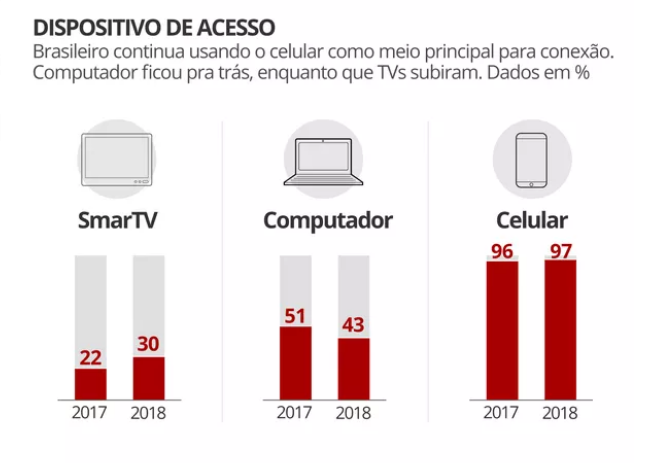 DISPOSITIVO DE ACESSO
Brasileiro continua usando o celular como meio principal para conexão.
Computador ficou pra trás, enquanto que TVs subiram. Dados em %
SmarTV
22
30
2017
2018
Computador
51
43
2017
2018
Celular
96
97
2017
2018